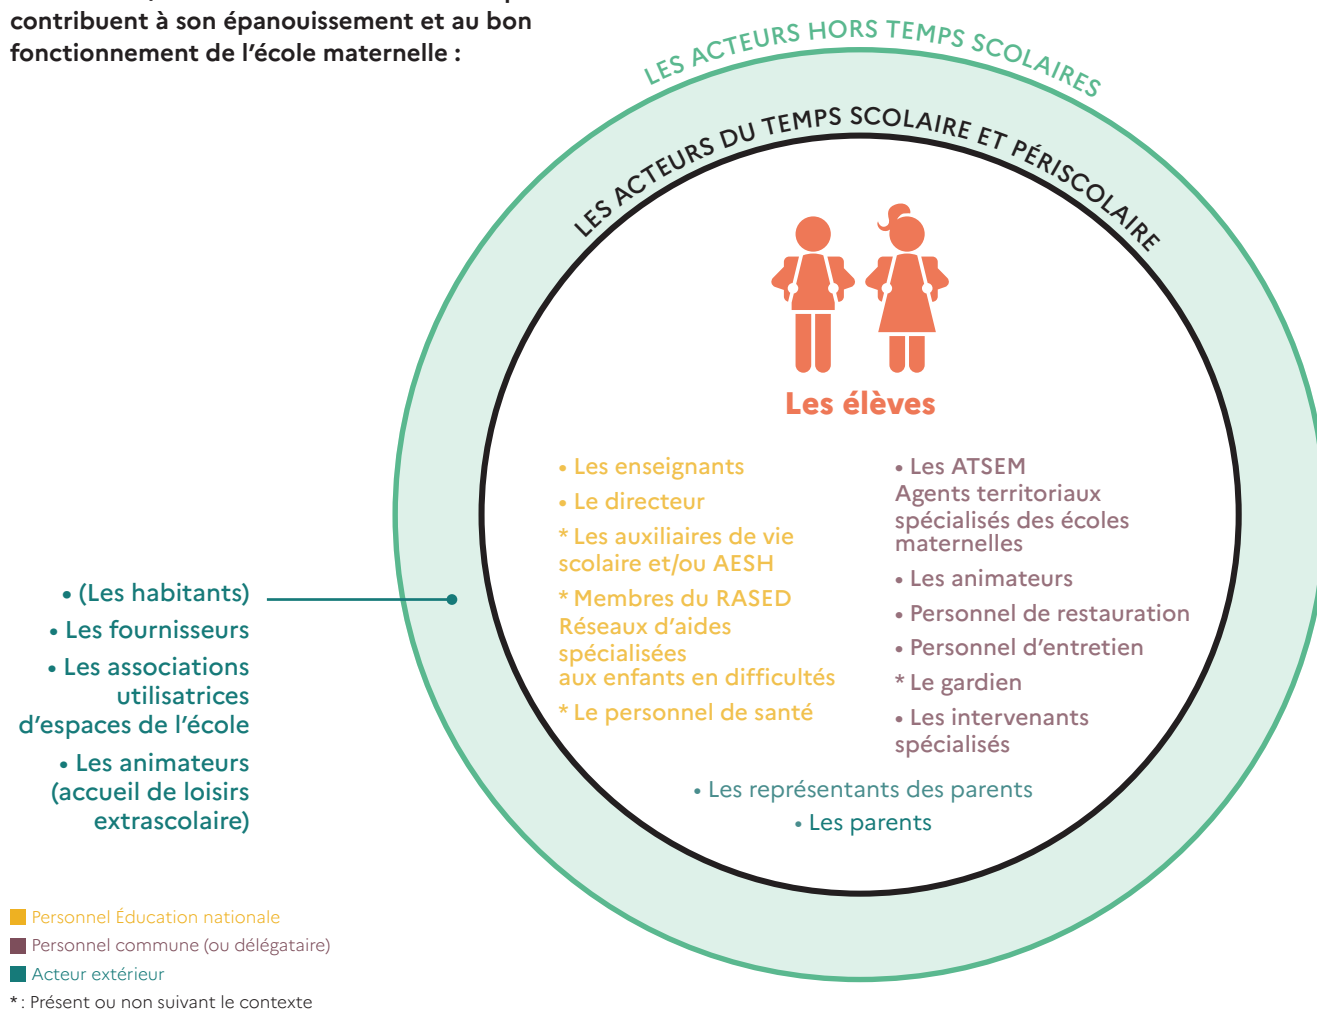 contribuent à son épanouissement et au bon
fonctionnement de l'école maternelle :
LES ACTEURS HORS TEMPS SCOLAIRES
LES ACTEURS DU TEMPS SCOLAIRE ET PÉRISCOLAIRE
Les élèves
• Les enseignants
• Le directeur
* Les auxiliaires de vie
scolaire et/ou AESH
* Membres du RASED
Réseaux d'aides
spécialisées
aux enfants en difficultés
* Le personnel de santé
• Les ATSEM
Agents territoriaux
spécialisés des écoles
maternelles
• Les animateurs
• Personnel de restauration
• Personnel d'entretien
* Le gardien
• Les intervenants
spécialisés
• Les représentants des parents
• Les parents
• (Les habitants)
• Les fournisseurs
• Les associations
utilisatrices
d'espaces de l'école
• Les animateurs
(accueil de loisirs
extrascolaire)
Personnel Éducation nationale
Personnel commune (ou délégataire)
Acteur extérieur
* : Présent ou non suivant le contexte